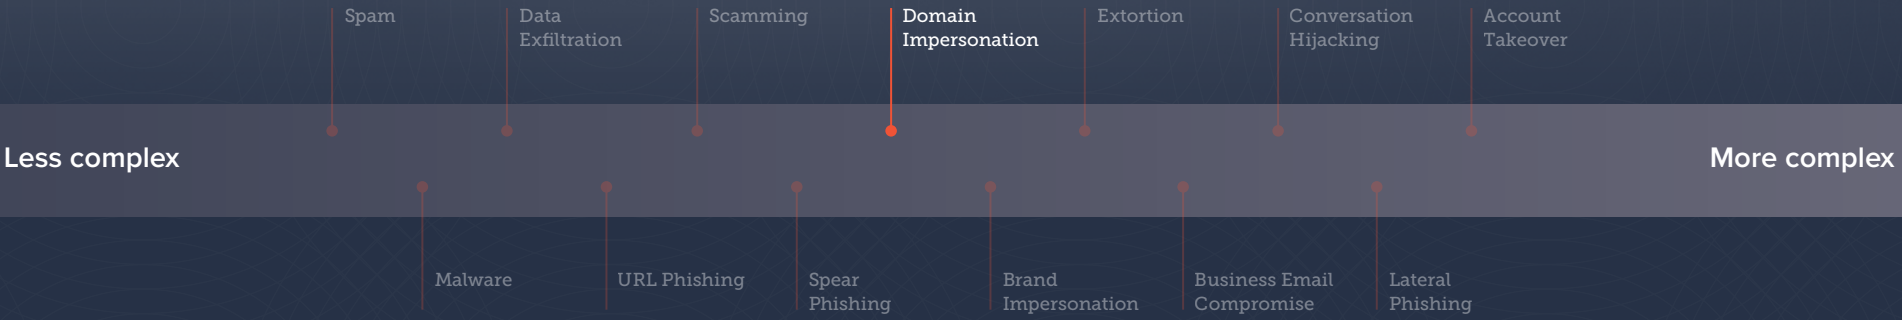 Spam
Data
Exfiltration
Scamming
Domain
Impersonation
Extortion
Conversation
Hijacking
Account
Takeover
Less complex
More complex
Malware
URL Phishing
Spear
Phishing
Brand
Impersonation
Business Email
Compromise
Lateral
Phishing